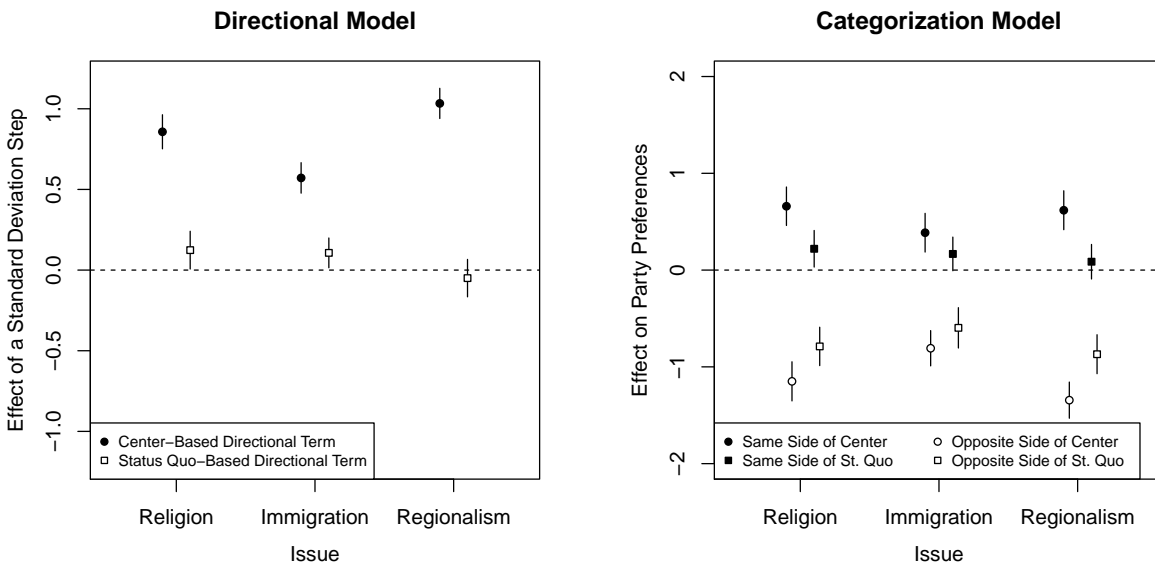 Directional Model
Effect of a Standard Deviation Step
1.0
0.5
0.0
−0.5
−1.0
Center−Based Directional Term
Status Quo−Based Directional Term
Religion Immigration Regionalism
Issue
Categorization Model
Effect on Party Preferences
2
1
0
−1
−2
Same Side of Center Opposite Side of Center
Same Side of St. Quo Opposite Side of St. Quo
Religion Immigration Regionalism
Issue